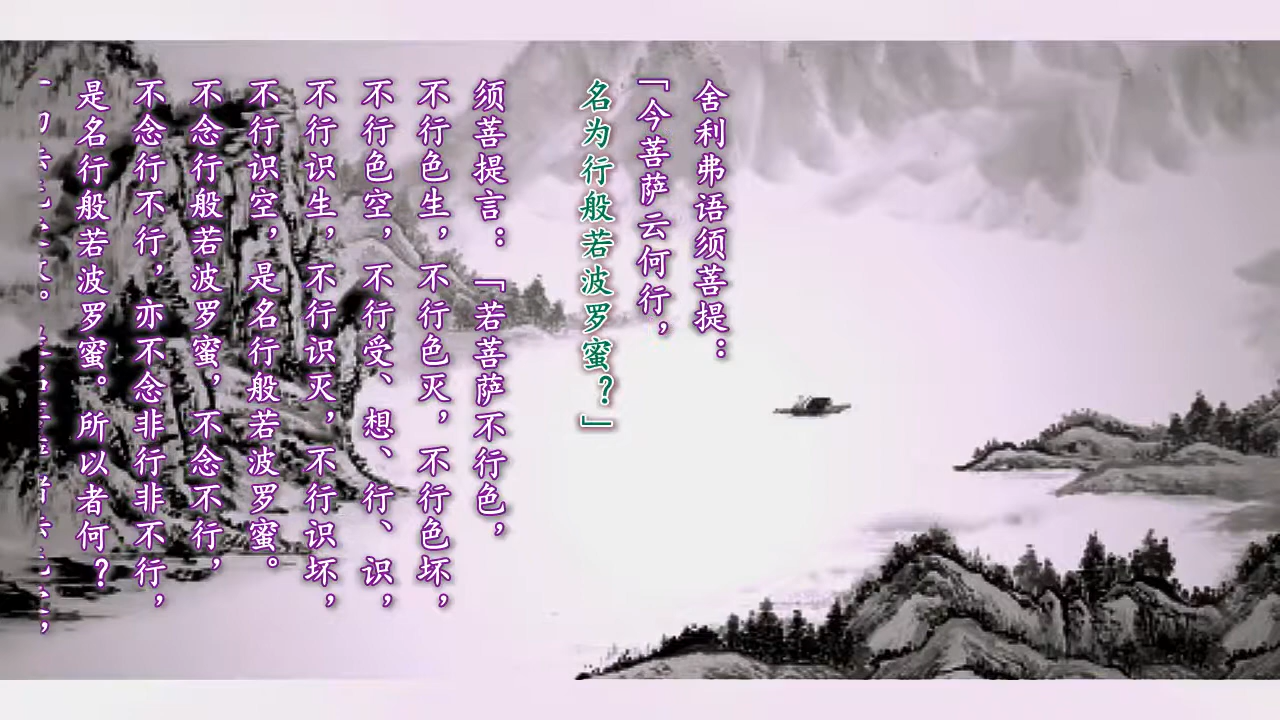 舍利弗语须菩提：
「今菩萨云何行，
名为行般若波罗蜜？」
须菩提言：「若菩萨不行色，
不行色生，不行色灭，不行色坏，
不行色空，不行受、想、行、识，
不行识生，不行识灭，不行识坏，
不行识空，是名行般若波罗蜜。
不念行般若波罗蜜，不念不行，
不念行不行，亦不念非行非不行，
是名行般若波罗蜜。所以者何？